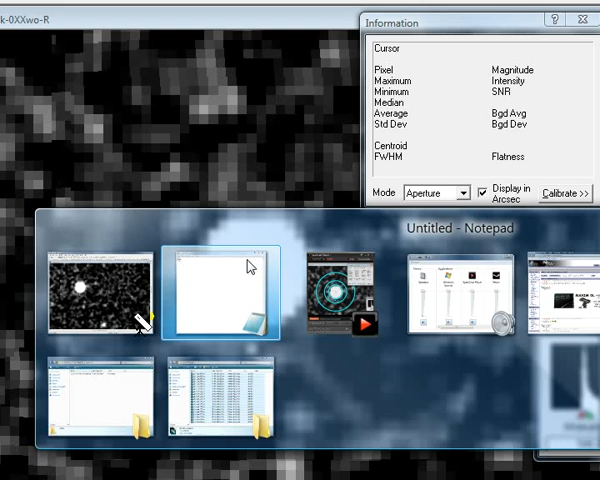 k-0XXwo-R
Information
Cursor
Pixel Magnitude
Maximum Intensity
Minimum SNR
Median
Average Bgd Avg
Std Dev Bgd Dev
Centroid
FWHM Flatness
Mode Aperture Display in Arcsec Calibrate >>
Untitled - Notepad